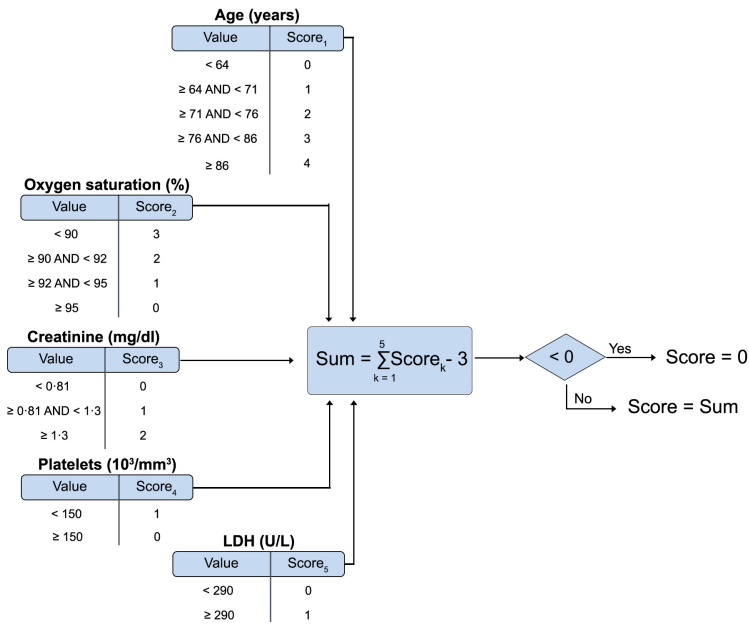 Age (years)
Value Score₁
< 64 0
≥ 64 AND < 71 1
≥ 71 AND < 76 2
≥ 76 AND < 86 3
≥ 86 4
Oxygen saturation (%)
Value Score₂
< 90 3
≥ 90 AND < 92 2
≥ 92 AND < 95 1
≥ 95 0
Creatinine (mg/dl)
Value Score₃
< 0·81 0
≥ 0·81 AND < 1·3 1
≥ 1·3 2
Platelets (10³/mm³)
Value Score₄
< 150 1
≥ 150 0
LDH (U/L)
Value Score₅
< 290 0
≥ 290 1
5
Sum = ∑Scoreₖ- 3
k = 1
< 0
Yes
Score = 0
No
Score = Sum